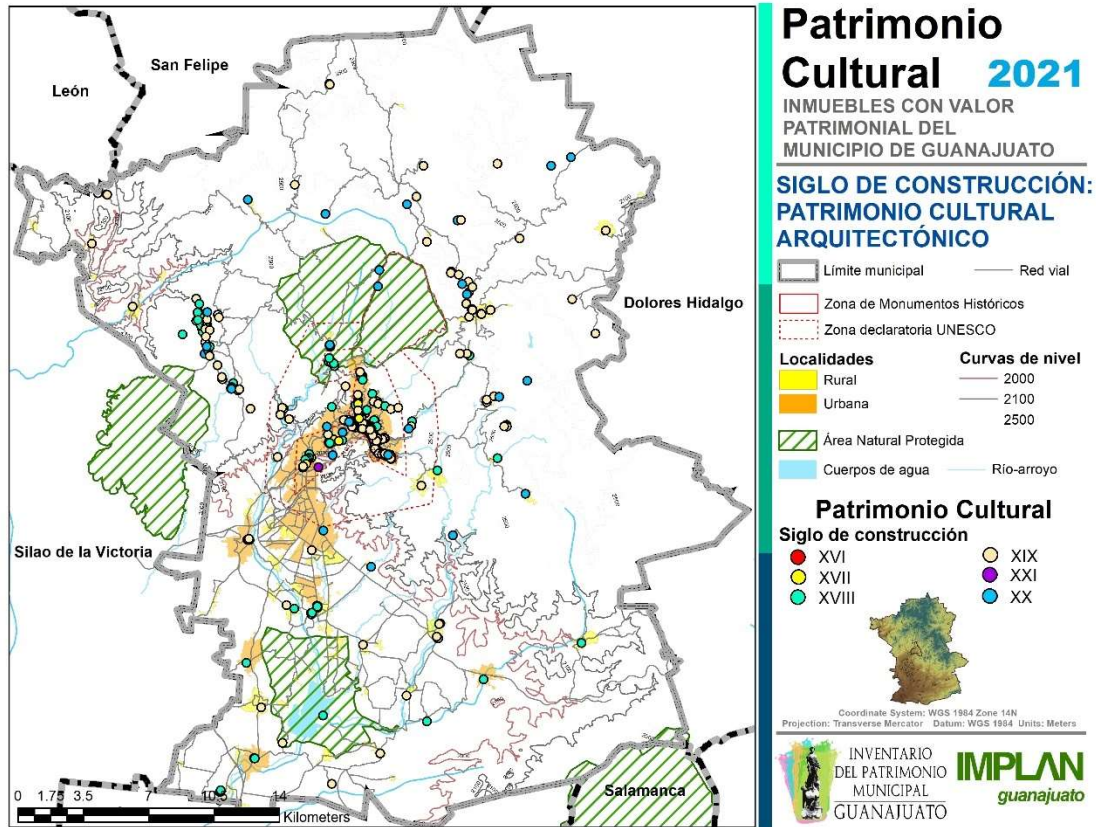 San Felipe
León
Dolores Hidalgo
Silao de la Victoria
Salamanca
0 1.75 3.5 7 10.5 14
Kilometers
Patrimonio
Cultural 2021
INMUEBLES CON VALOR
PATRIMONIAL DEL
MUNICIPIO DE GUANAJUATO
SIGLO DE CONSTRUCCIÓN:
PATRIMONIO CULTURAL
ARQUITECTÓNICO
Límite municipal Red vial
Zona de Monumentos Históricos
Zona declaratoria UNESCO
Localidades Curvas de nivel
Rural 2000
Urbana 2100
2500
Área Natural Protegida
Cuerpos de agua Río-arroyo
Patrimonio Cultural
Siglo de construcción
XVI XIX
XVII XXI
XVIII XX
Coordinate System: WGS 1984 Zone 14N
Projection: Transverse Mercator Datum: WGS 1984 Units: Meters
INVENTARIO
DEL PATRIMONIO
MUNICIPAL
GUANAJUATO
IMPLAN
guanajuato